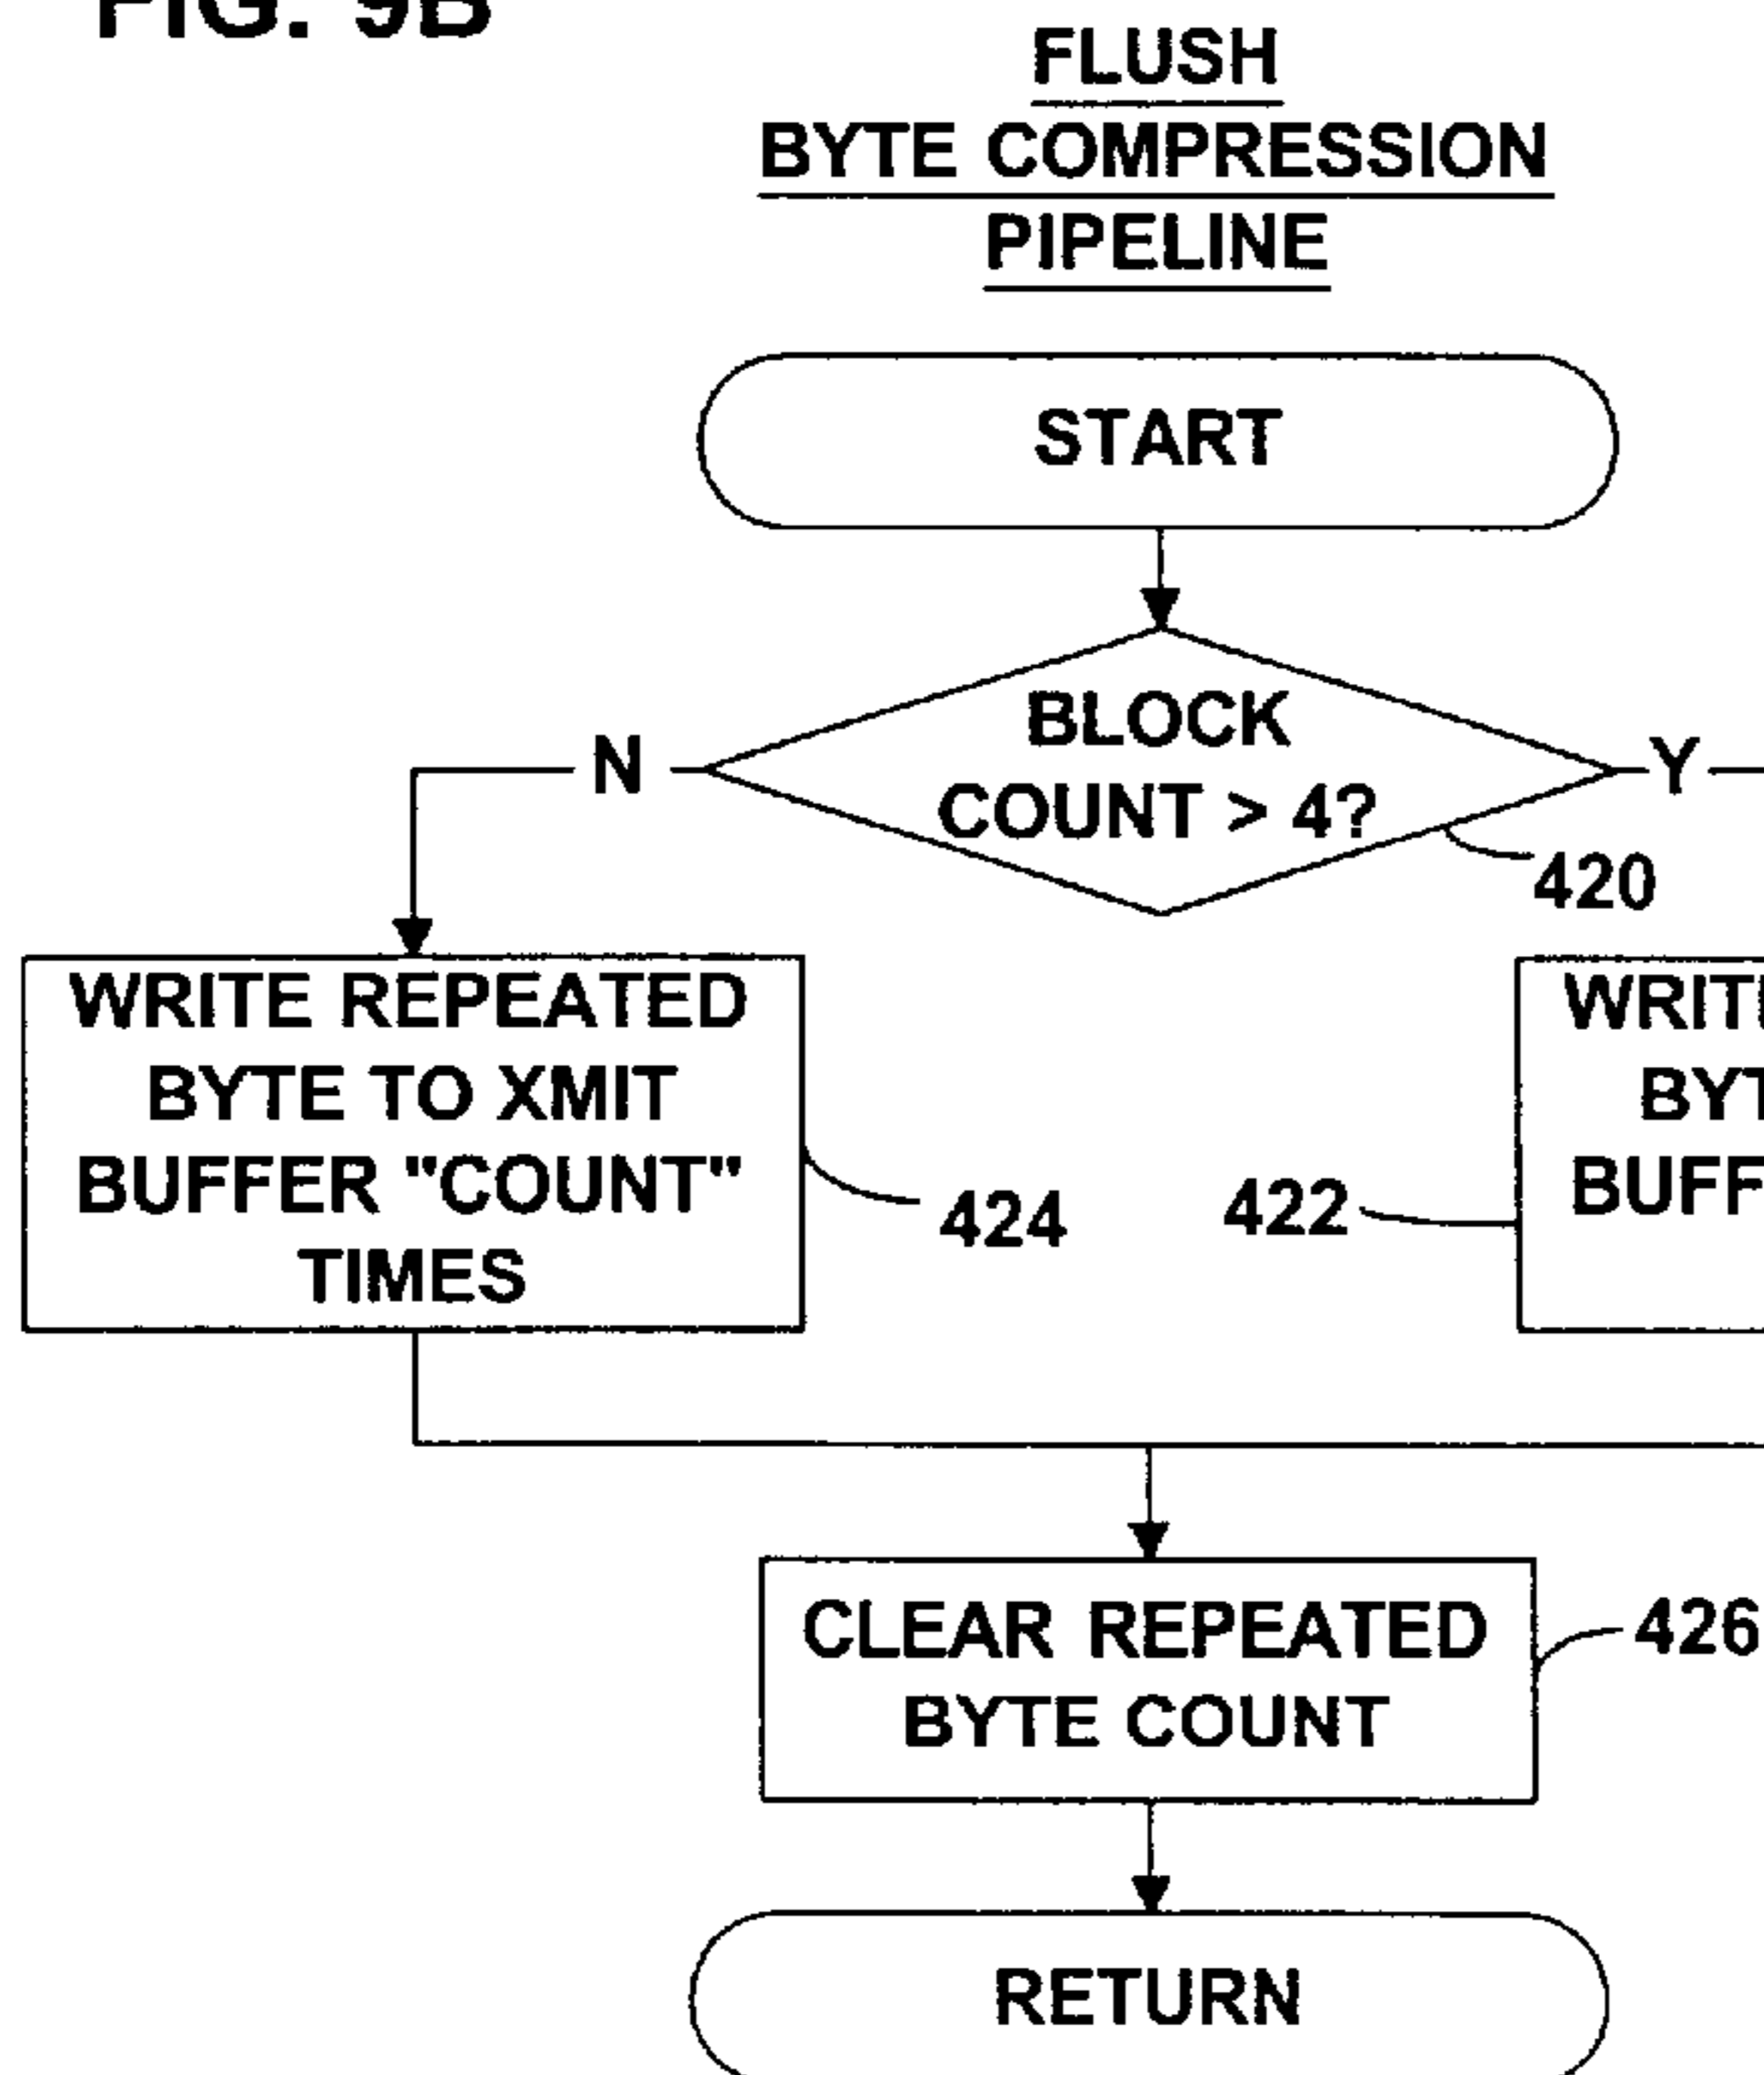 FIG. 9B
FLUSH
BYTE COMPRESSION
PIPELINE
START
BLOCK
COUNT > 4?
N
Y
420
WRITE REPEATED
BYTE TO XMIT
BUFFER "COUNT"
TIMES
424
422
CLEAR REPEATED
BYTE COUNT
426
RETURN